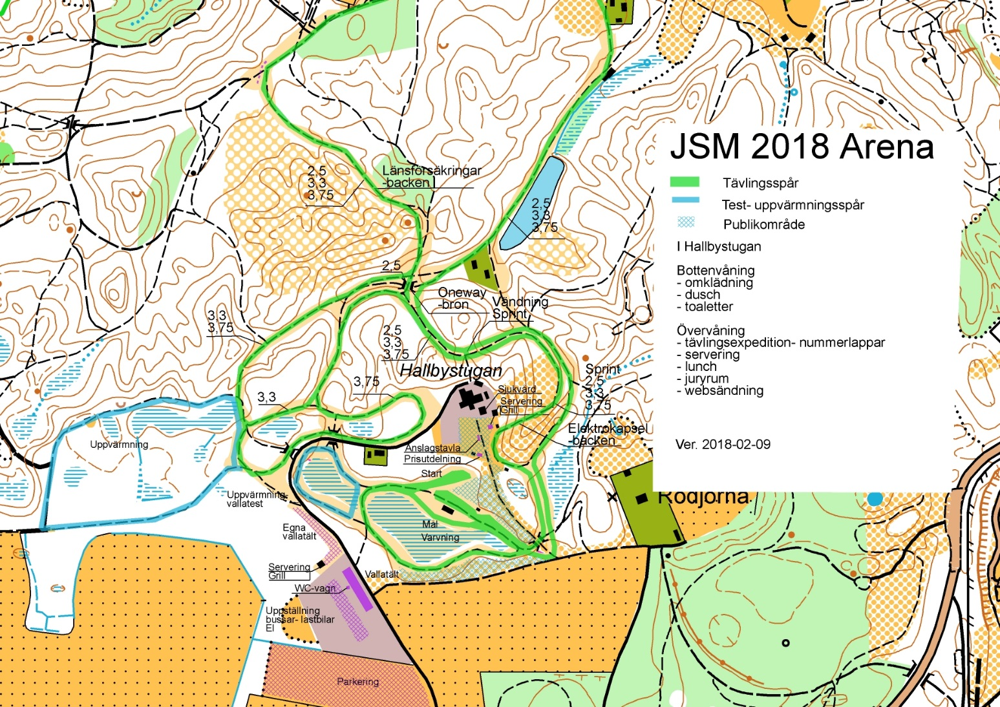 JSM 2018 Arena
Tävlingsspår
Test- uppvärmningsspår
Publikområde
I Hallbystugan
Bottenvåning
- omklädning
- dusch
- toaletter
Övervåning
- tävlingsexpedition- nummerlappar
- servering
- lunch
- juryrum
- websändning
Ver. 2018-02-09
2,5
3,3
3,75
Länsförsäkringar
-backen
2,5
3,3
3,75
2,5
Oneway
-bron
Vändning
Sprint
3,3
3,75
2,5
3,3
3,75
Hallbystugan
3,75
3,3
Sprint
2,5
3,3
3,75
Sjukvård
Servering
Grill
Elektrokapsel
-backen
Uppvärmning
Anslagstavla
Prisutdelning
Start
Uppvärmning-
vallatest
Egna
vallatält
Mål
Varvning
Rödjorna
Servering
Grill
Vallatält
WC-vagn
Uppställning
bussar- lastbilar
El
Parkering